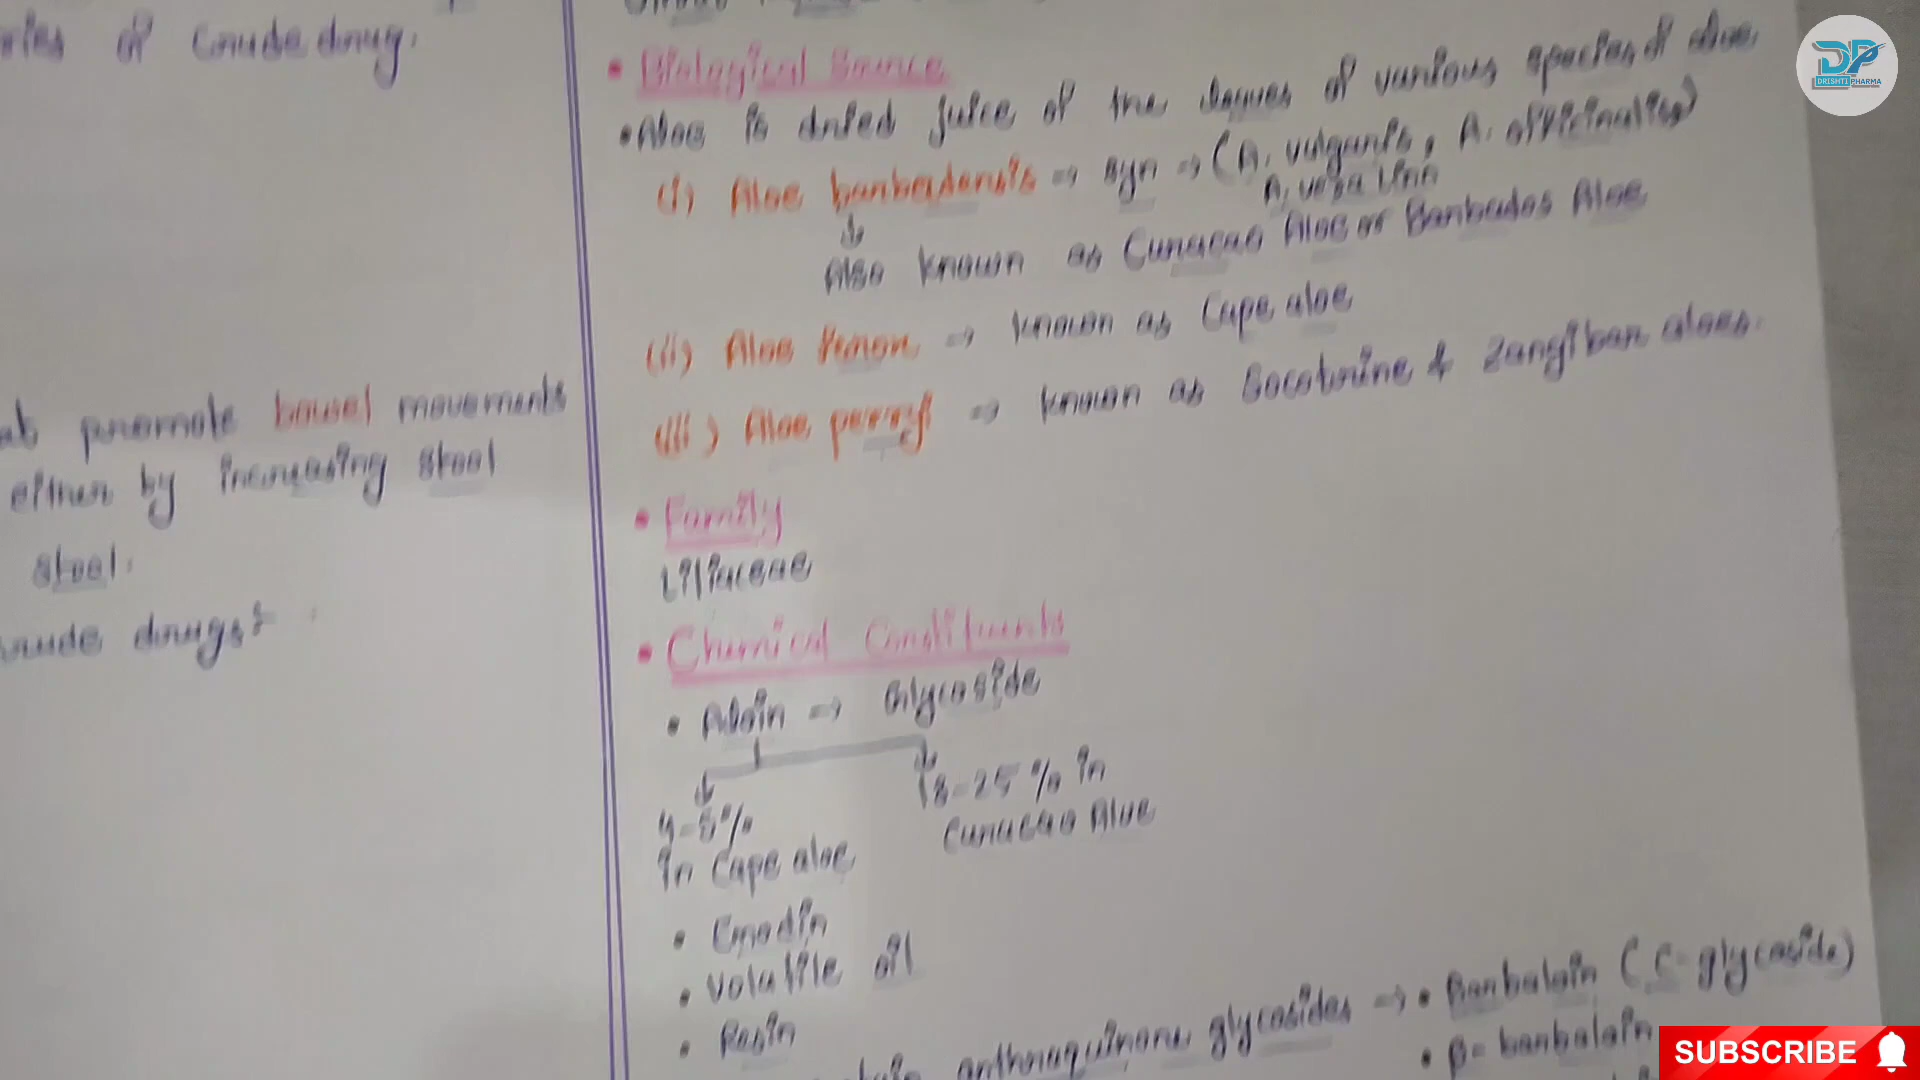 of Crude drug.
promote bowel movements
either by increasing stool
stool.
drugs:-
• Biological Source
• Aloe is dried juice of the leaves of various species of aloe
(i) Aloe barbadensis ⇒ syn ⇒ (A. vulgaris, A. officinalis)
A. vera Linn
Also known as Curacao Aloe or Barbados Aloe
(ii) Aloe ferox ⇒ known as Cape aloe
(iii) Aloe perryi ⇒ known as Socotrine & Zanzibar aloes.
• Family
Liliaceae
• Chemical Constituents
• Aloin ⇒ Glycoside
18-25% in
Curacao Aloe
4-5%
in Cape aloe
• Emodin
• Volatile oil
• Resin
anthraquinone glycosides ⇒ • Barbaloin (C-glycoside)
• β-barbaloin
DP
DRISHTI PHARMA
SUBSCRIBE